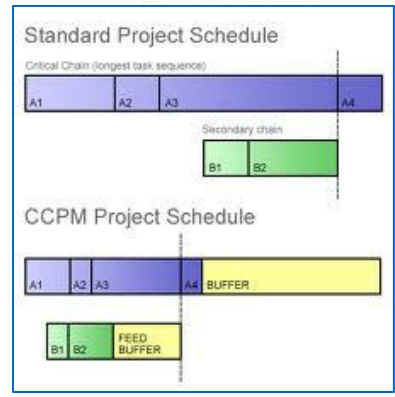 Standard Project Schedule
Critical Chain (longest task sequence)
A1 A2 A3 A4
Secondary chain
B1 B2
CCPM Project Schedule
A1 A2 A3 A4 BUFFER
B1 B2 FEED
BUFFER